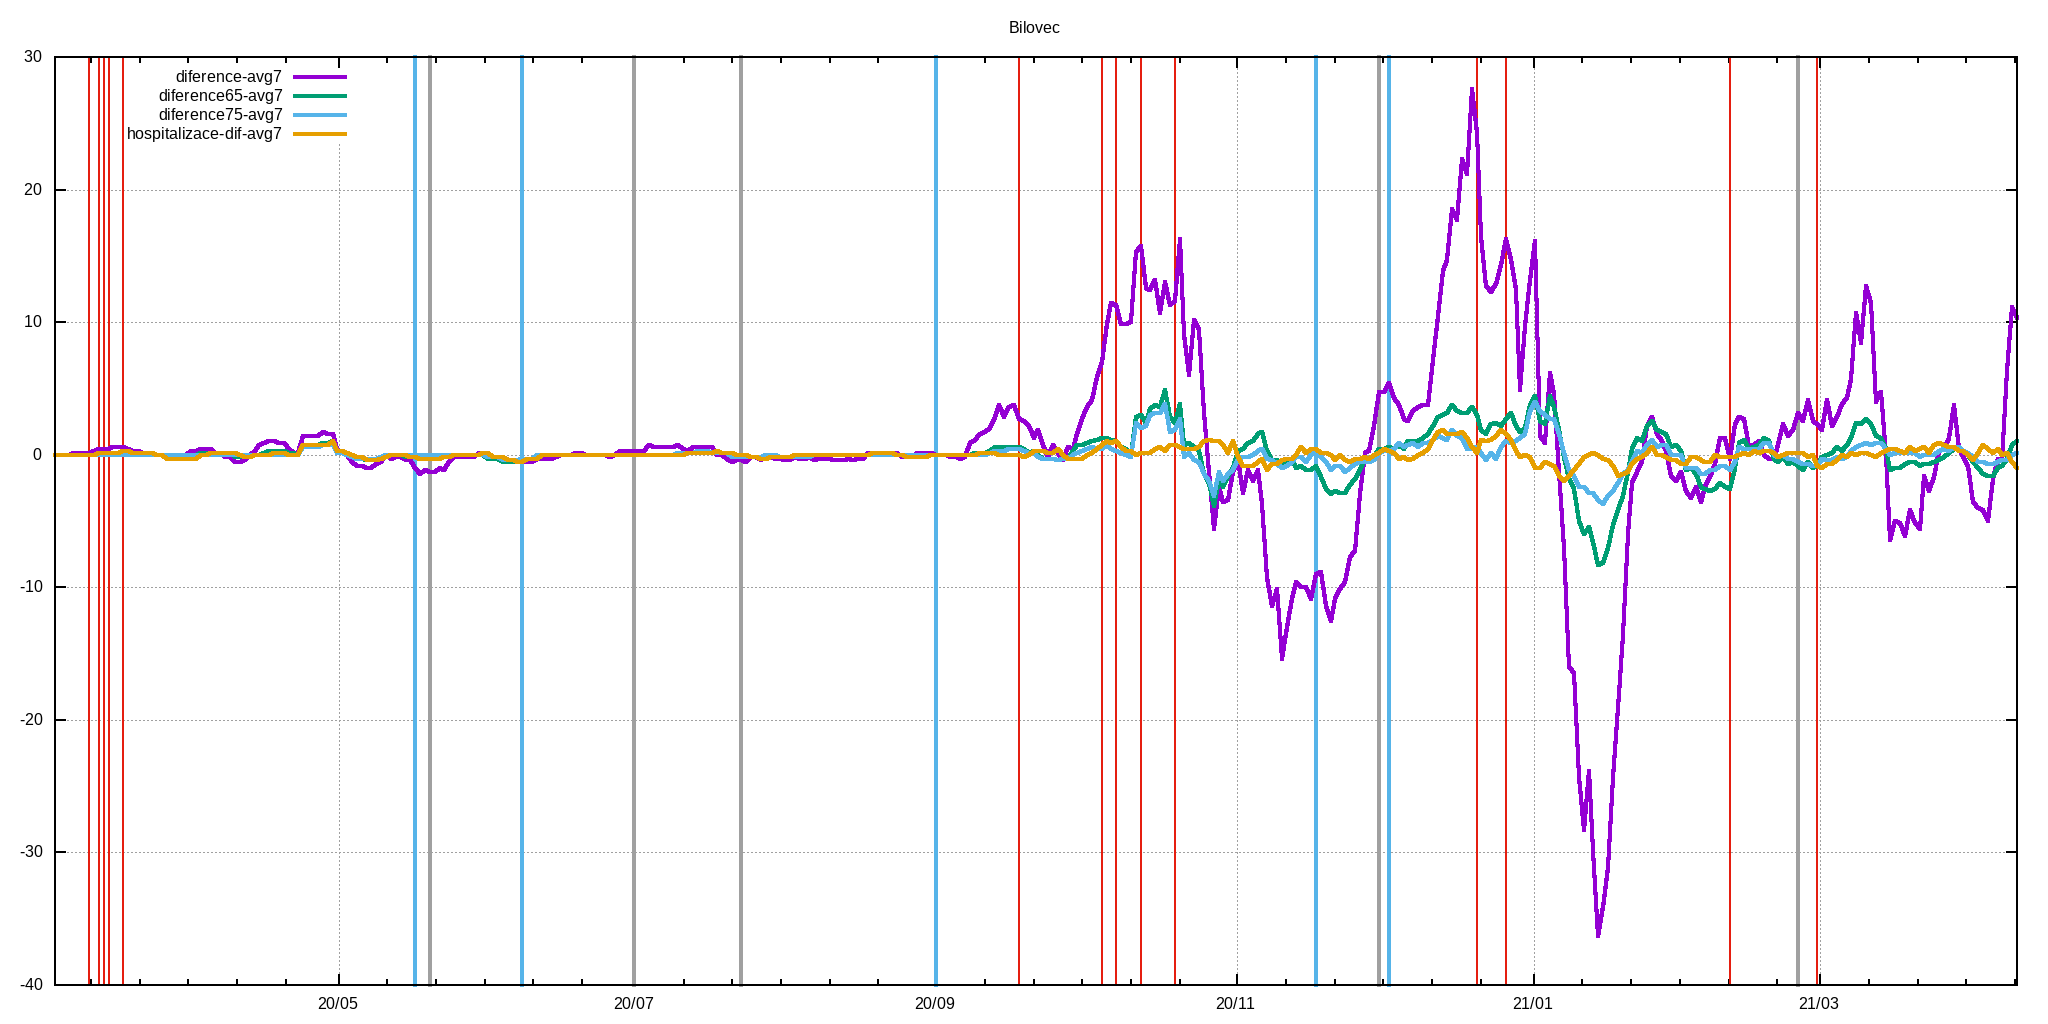 Bilovec
30
20
10
0
-10
-20
-30
-40
diference-avg7
diference65-avg7
diference75-avg7
hospitalizace-dif-avg7
20/05 20/07 20/09 20/11 21/01 21/03